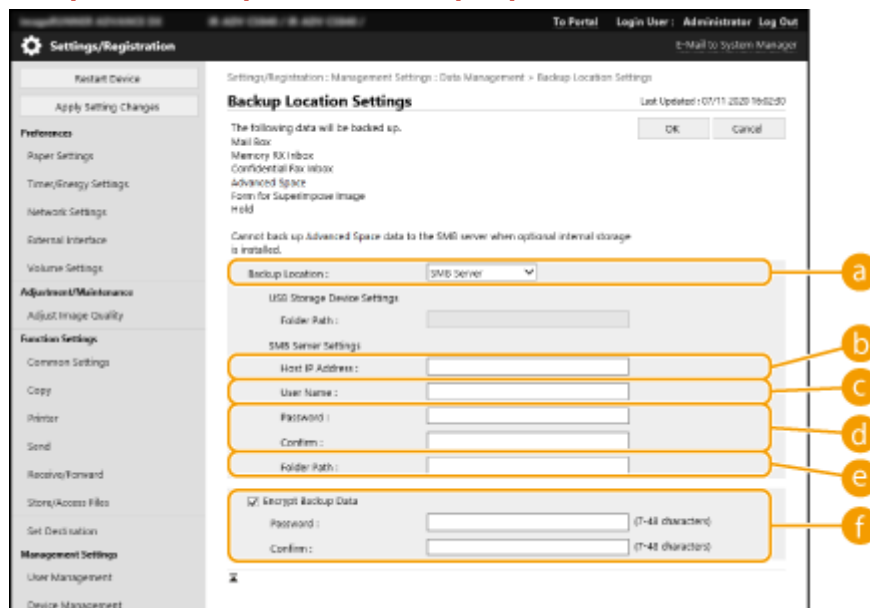 To Portal Login User : Administrator Log Out
Settings/Registration
E-Mail to System Manager
Restart Device
Apply Setting Changes
Preferences
Paper Settings
Timer/Energy Settings
Network Settings
External Interface
Volume Settings
Adjustment/Maintenance
Adjust Image Quality
Function Settings
Common Settings
Copy
Printer
Send
Receive/Forward
Store/Access Files
Set Destination
Management Settings
User Management
Device Management
Settings/Registration : Management Settings : Data Management > Backup Location Settings
Backup Location Settings
Last Updated : 07/11 2020 16:02:30
The following data will be backed up.
OK Cancel
Mail Box
Memory RX Inbox
Confidential Fax Inbox
Advanced Space
Form for Superimpose Image
Hold
Cannot back up Advanced Space data to the SMB server when optional internal storage
is installed.
Backup Location : SMB Server
a
USB Storage Device Settings
Folder Path :
SMB Server Settings
Host IP Address :
b
User Name :
c
Password :
Confirm :
d
Folder Path :
e
Encrypt Backup Data
Password : (7-48 characters)
Confirm : (7-48 characters)
f